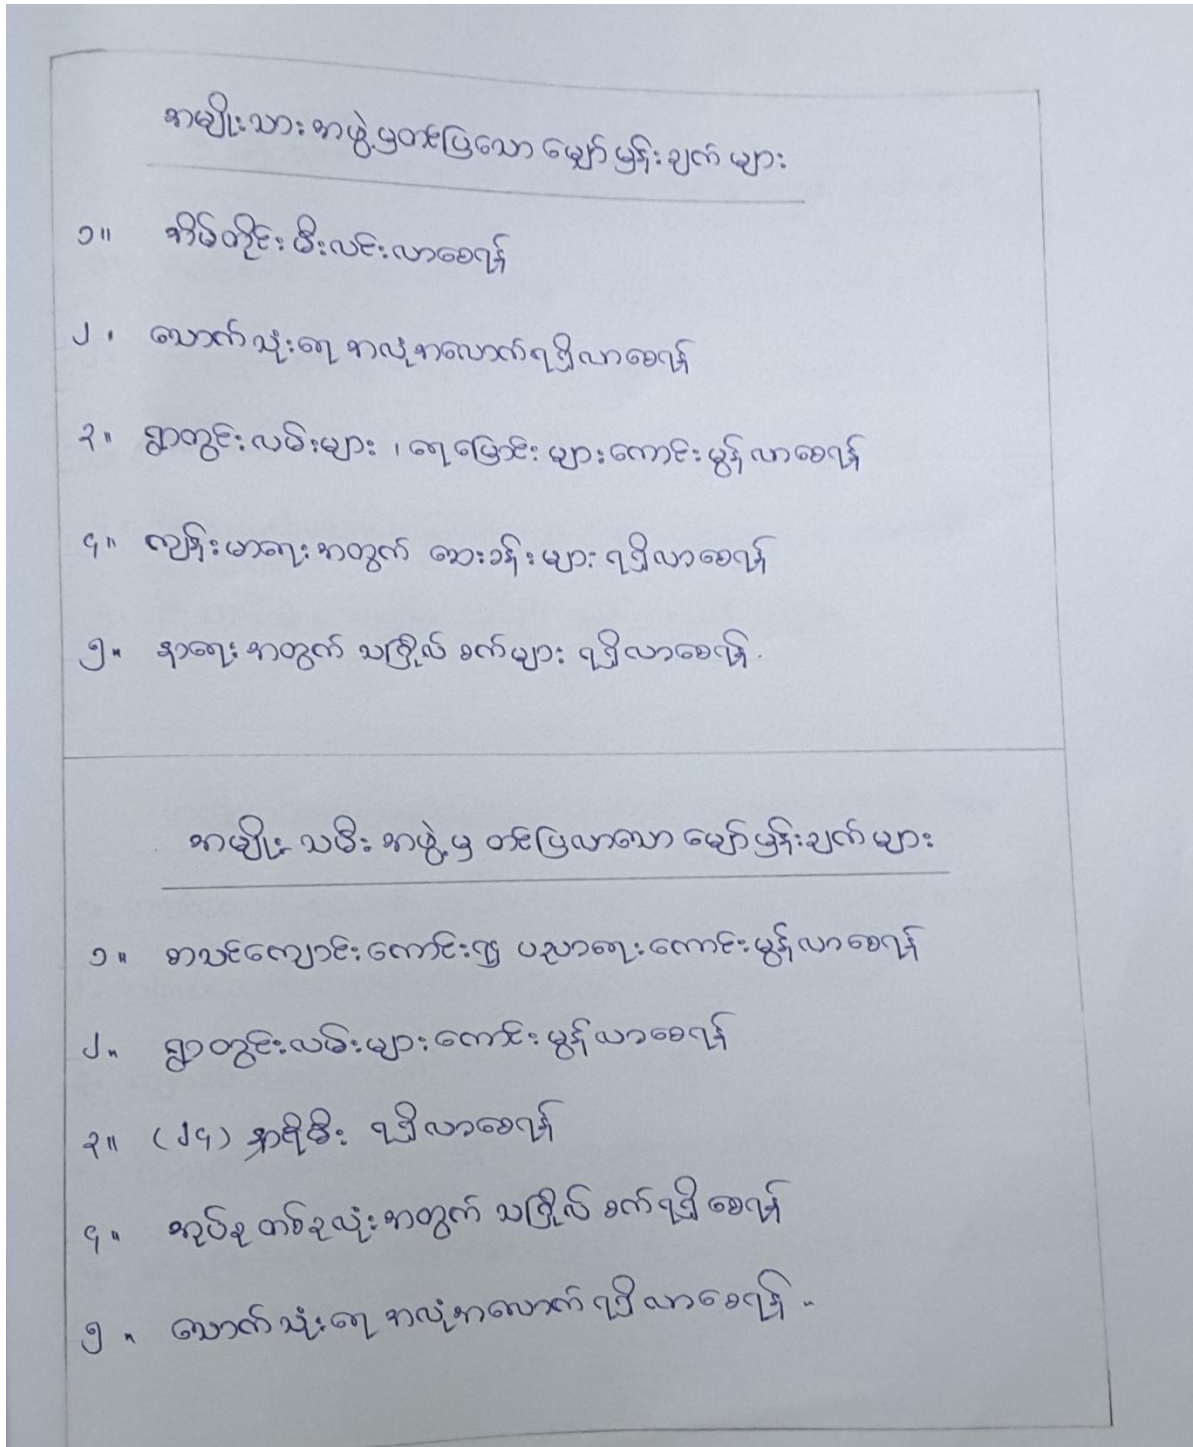 အမျိုးသားအဖွဲ့မှတင်ပြသော မျှော်မှန်းချက်များ
၁။ အိမ်တိုင်းမီးလင်းလာစေရန်
၂။ သောက်သုံးရေ အလုံအလောက်ရရှိလာစေရန်
၃။ ရွာတွင်းလမ်းများ ၊ ရေမြောင်းများကောင်းမွန်လာစေရန်
၄။ ကျန်းမာရေးအတွက် ဆေးခန်းများ ရရှိလာစေရန်
၅။ နာရေးအတွက် သင်္ဂြိုလ်စက်များ ရရှိလာစေရန်.
အမျိုးသမီးအဖွဲ့မှ တင်ပြလာသော မျှော်မှန်းချက်များ
၁။ စာသင်ကျောင်းကောင်း၍ ပညာရေးကောင်းမွန်လာစေရန်
၂။ ရွာတွင်းလမ်းများကောင်းမွန်လာစေရန်
၃။ (၂၄) နာရီမီး ရရှိလာစေရန်
၄။ အုပ်စုတစ်ခုလုံးအတွက် သင်္ဂြိုလ်စက်ရရှိစေရန်
၅။ သောက်သုံးရေ အလုံအလောက် ရရှိလာစေရန် ။